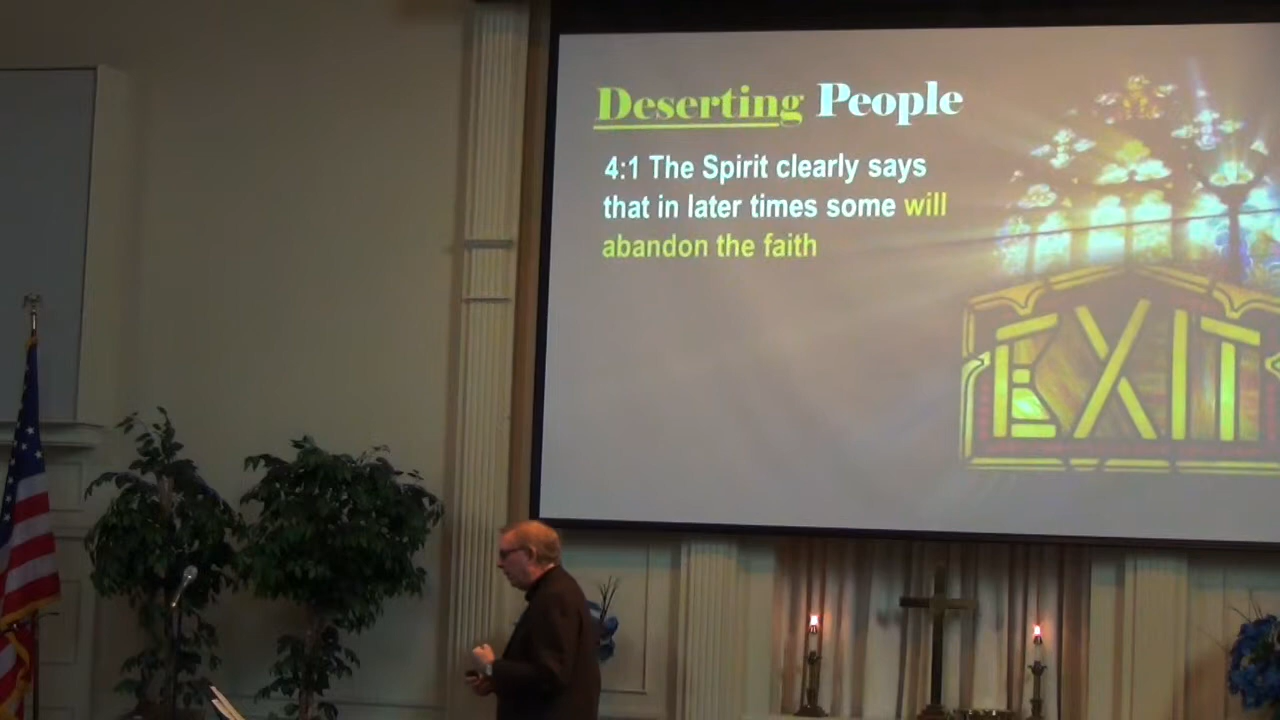 Deserting People
4:1 The Spirit clearly says
that in later times some will
abandon the faith
EXIT